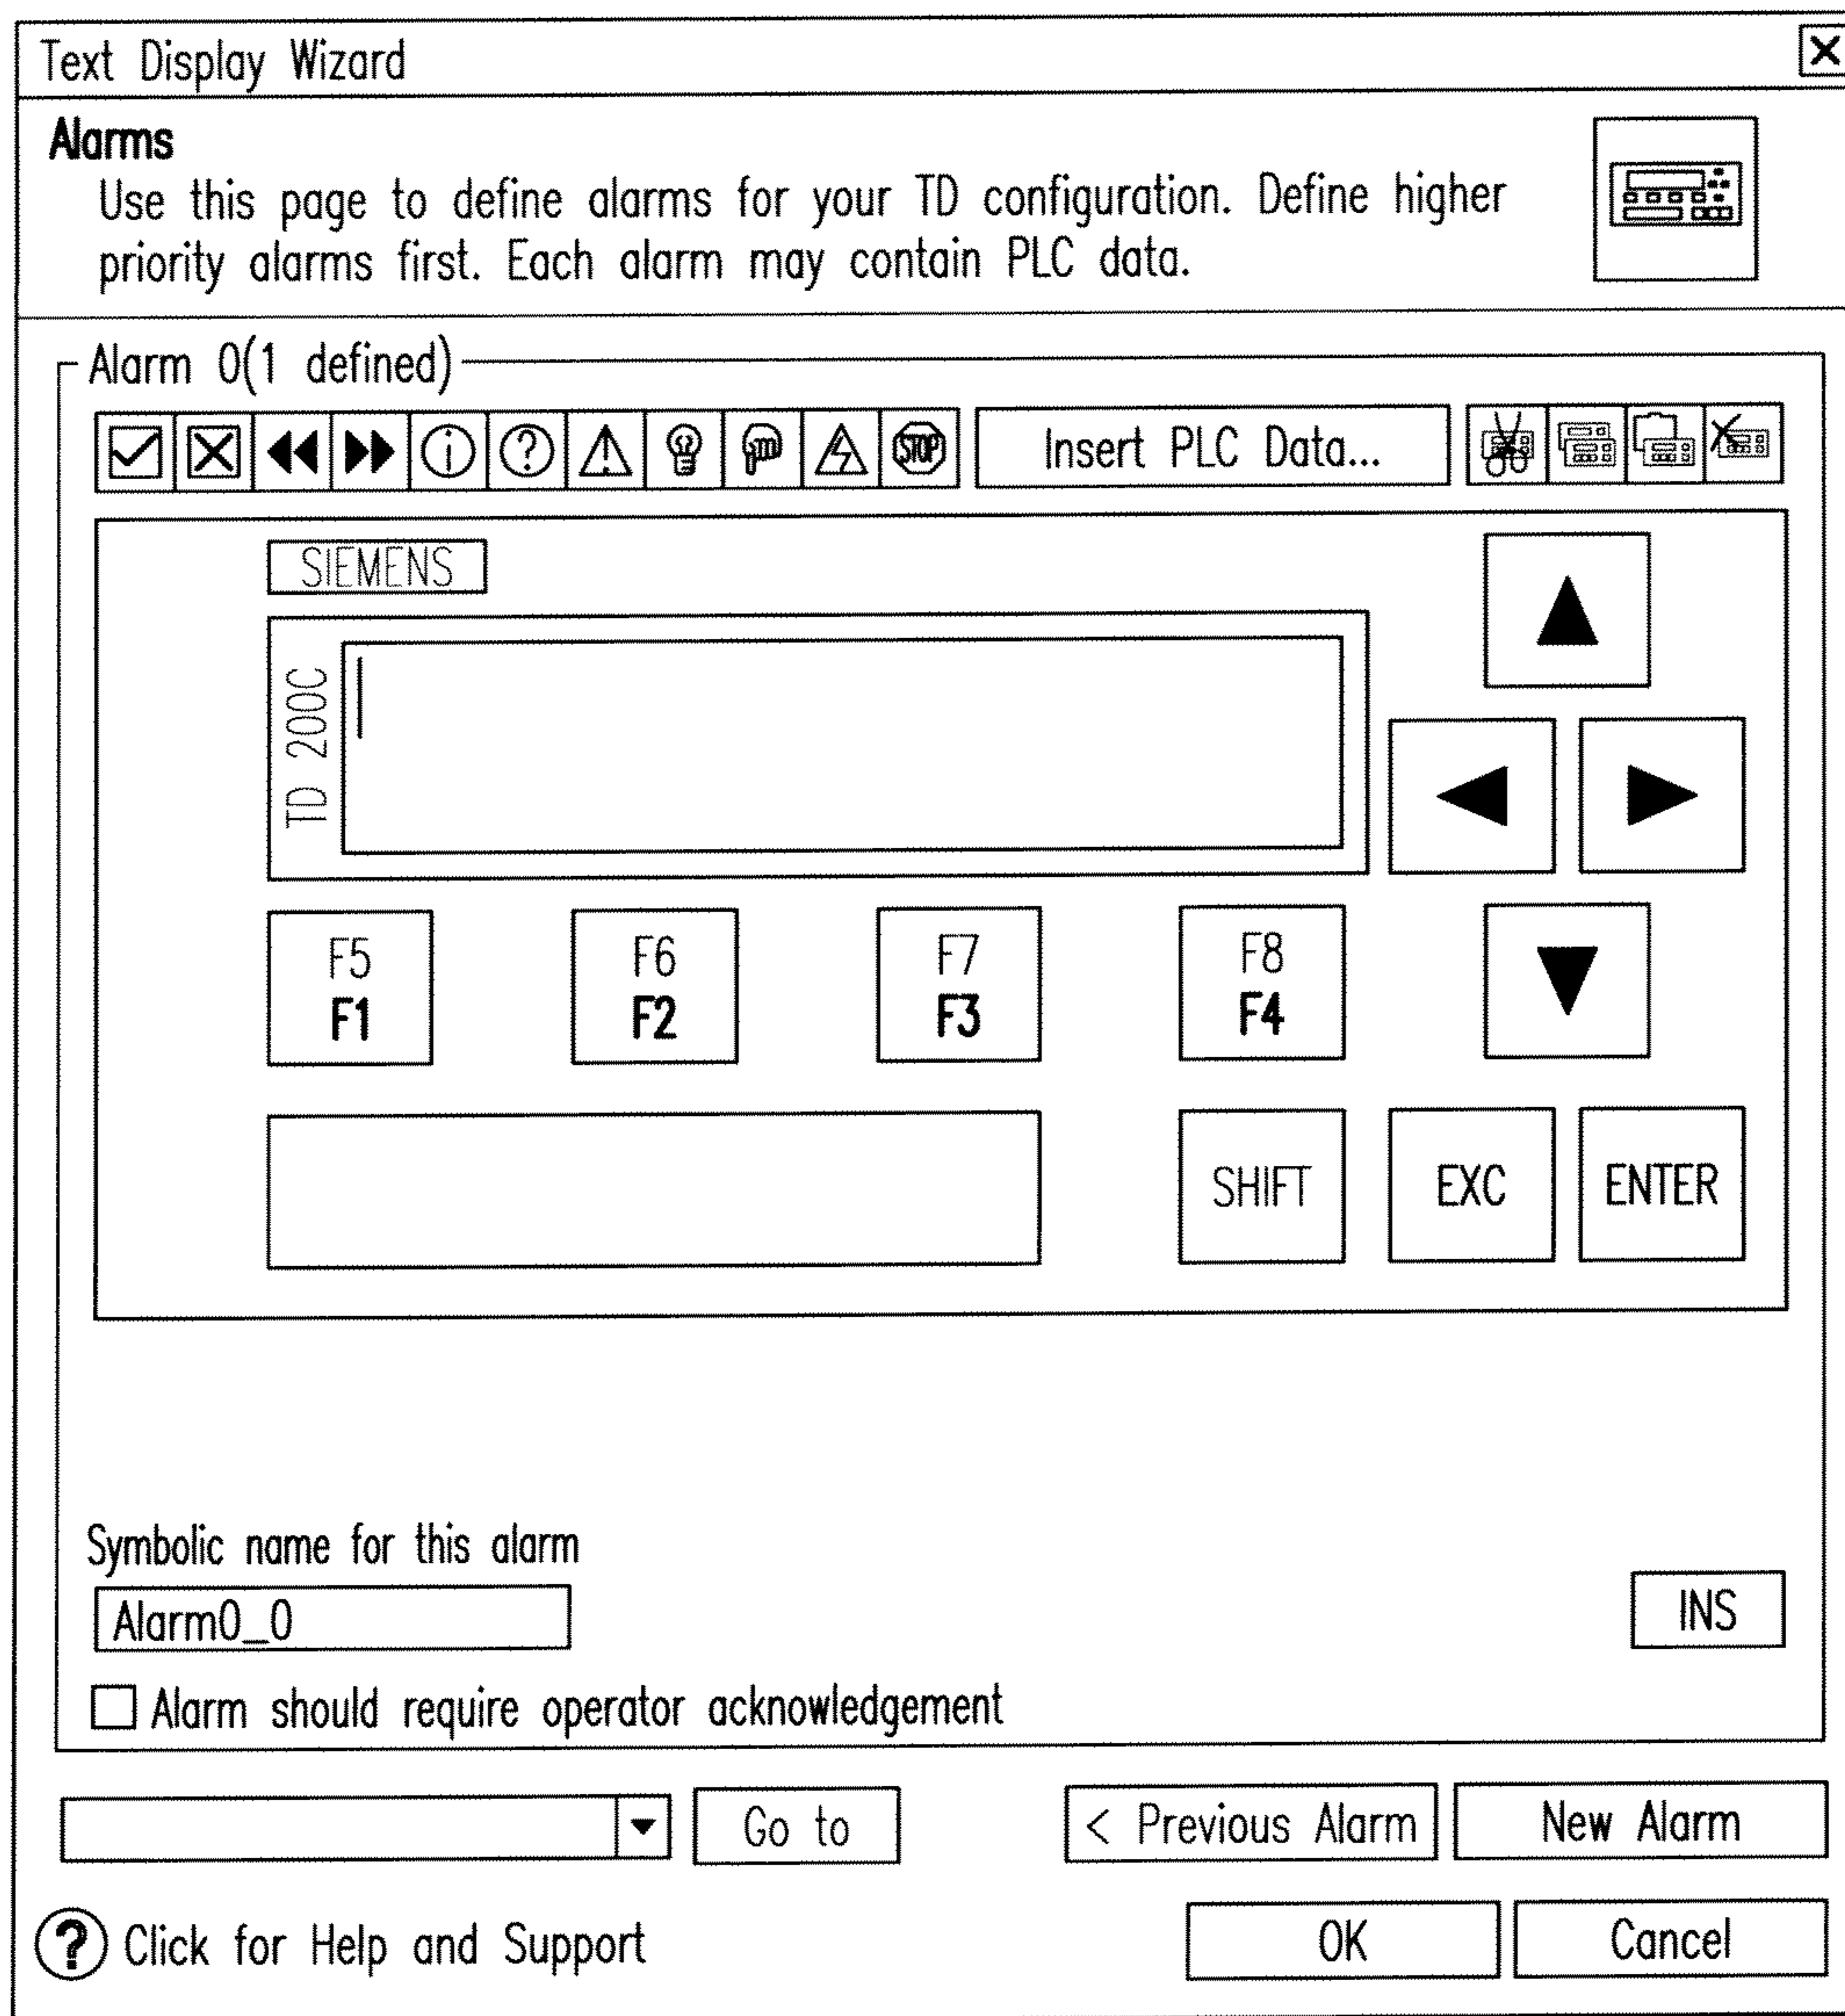 Text Display Wizard
Alarms
Use this page to define alarms for your TD configuration. Define higher
priority alarms first. Each alarm may contain PLC data.
Alarm 0(1 defined)
STOP
Insert PLC Data...
SIEMENS
TD 200C
F5
F1
F6
F2
F7
F3
F8
F4
SHIFT
EXC
ENTER
Symbolic name for this alarm
Alarm0_0
INS
Alarm should require operator acknowledgement
Go to
< Previous Alarm
New Alarm
? Click for Help and Support
OK
Cancel